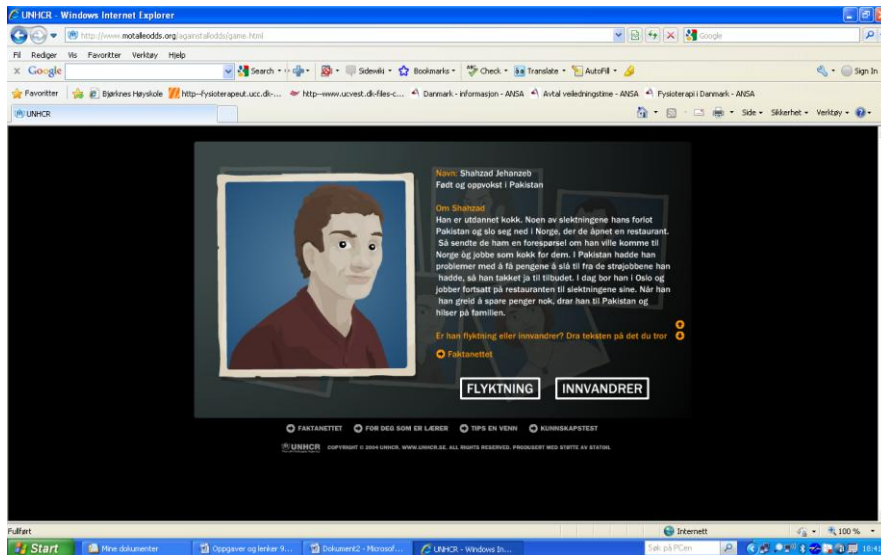 UNHCR - Windows Internet Explorer
http://www.motalleodds.org/againstallodds/game.html
Google
Fil Rediger Vis Favoritter Verktøy Hjelp
x Google Search Sidewiki Bookmarks Check Translate AutoFill Sign In
Favoritter Bjørknes Høyskole http--fysioterapeut.ucc.dk-... http--www.ucvest.dk-files-c... Danmark - informasjon - ANSA Avtal veiledningstime - ANSA Fysioterapi i Danmark - ANSA
UNHCR Side Sikkerhet Verktøy
Navn: Shahzad Jehanzeb
Født og oppvokst i Pakistan
Om Shahzad
Han er utdannet kokk. Noen av slektningene hans forlot
Pakistan og slo seg ned i Norge, der de åpnet en restaurant.
Så sendte de ham en forespørsel om han ville komme til
Norge òg jobbe som kokk for dem. I Pakistan hadde han
problemer med å få pengene å slå til fra de strøjobbene han
hadde, så han takket ja til tilbudet. I dag bor han i Oslo og
jobber fortsatt på restauranten til slektningene sine. Når han
han greid å spare penger nok, drar han til Pakistan og
hilser på familien.
Er han flyktning eller innvandrer? Dra teksten på det du tror
Faktanettet
FLYKTNING INNVANDRER
FAKTANETTET FOR DEG SOM ER LÆRER TIPS EN VENN KUNNSKAPSTEST
UNHCR COPYRIGHT © 2004 UNHCR. WWW.UNHCR.SE. ALL RIGHTS RESERVED. PRODUSERT MED STØTTE AV STATOIL.
Fullført Internett 100 %
Start Mine dokumenter Oppgaver og lenker 9... Dokument2 - Microsof... UNHCR - Windows In... Søk på PCen